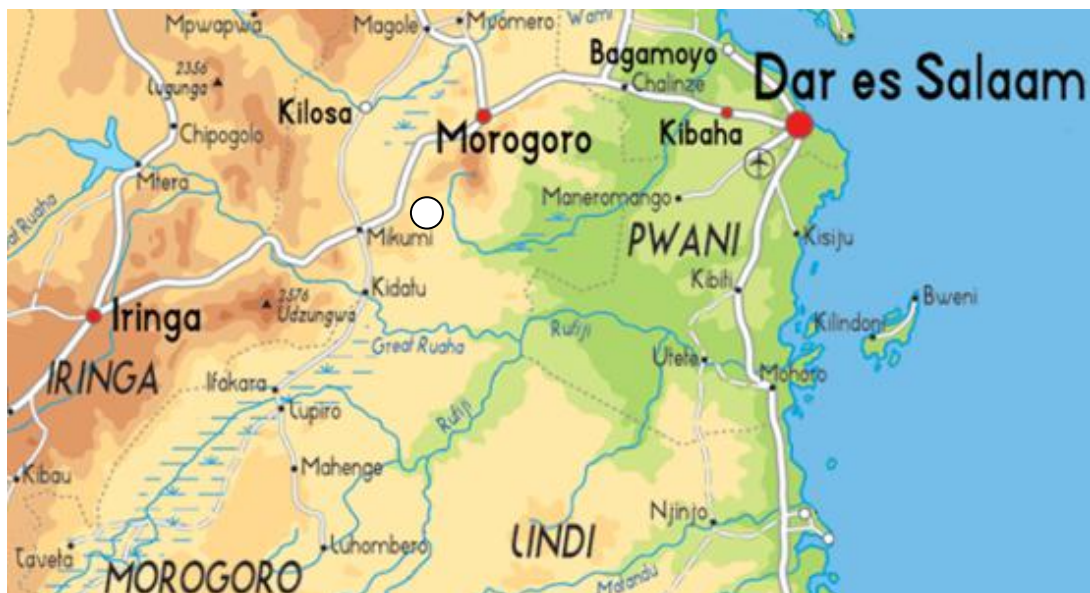 Mpwapwa
Magole
Mvomero
Wami
Bagamoyo
Dar es Salaam
2356
Lugunga
Kilosa
Chalinze
Chipogolo
Morogoro
Kibaha
Mtera
Maneromango
Great Ruaha
Mikumi
PWANI
Kisiju
Kidatu
Kibiti
2576
Udzungwa
Bweni
Iringa
Kilindoni
Rufiji
Great Ruaha
Utete
IRINGA
Ifakara
Mohoro
Lupiro
Rufiji
Mahenge
Kibau
Njinjo
LINDI
Taveta
Luhombero
MOROGORO
Matandu